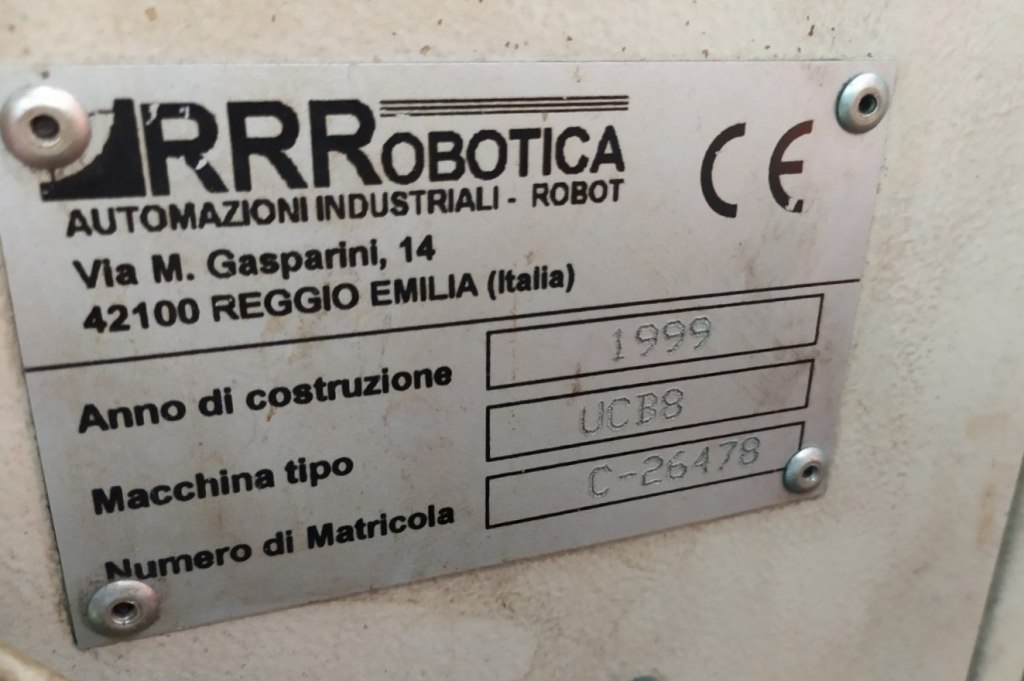 RRROBOTICA
AUTOMAZIONI INDUSTRIALI - ROBOT
CE
Via M. Gasparini, 14
42100 REGGIO EMILIA (Italia)
Anno di costruzione 1999
Macchina tipo UCB8
Numero di Matricola C-26478